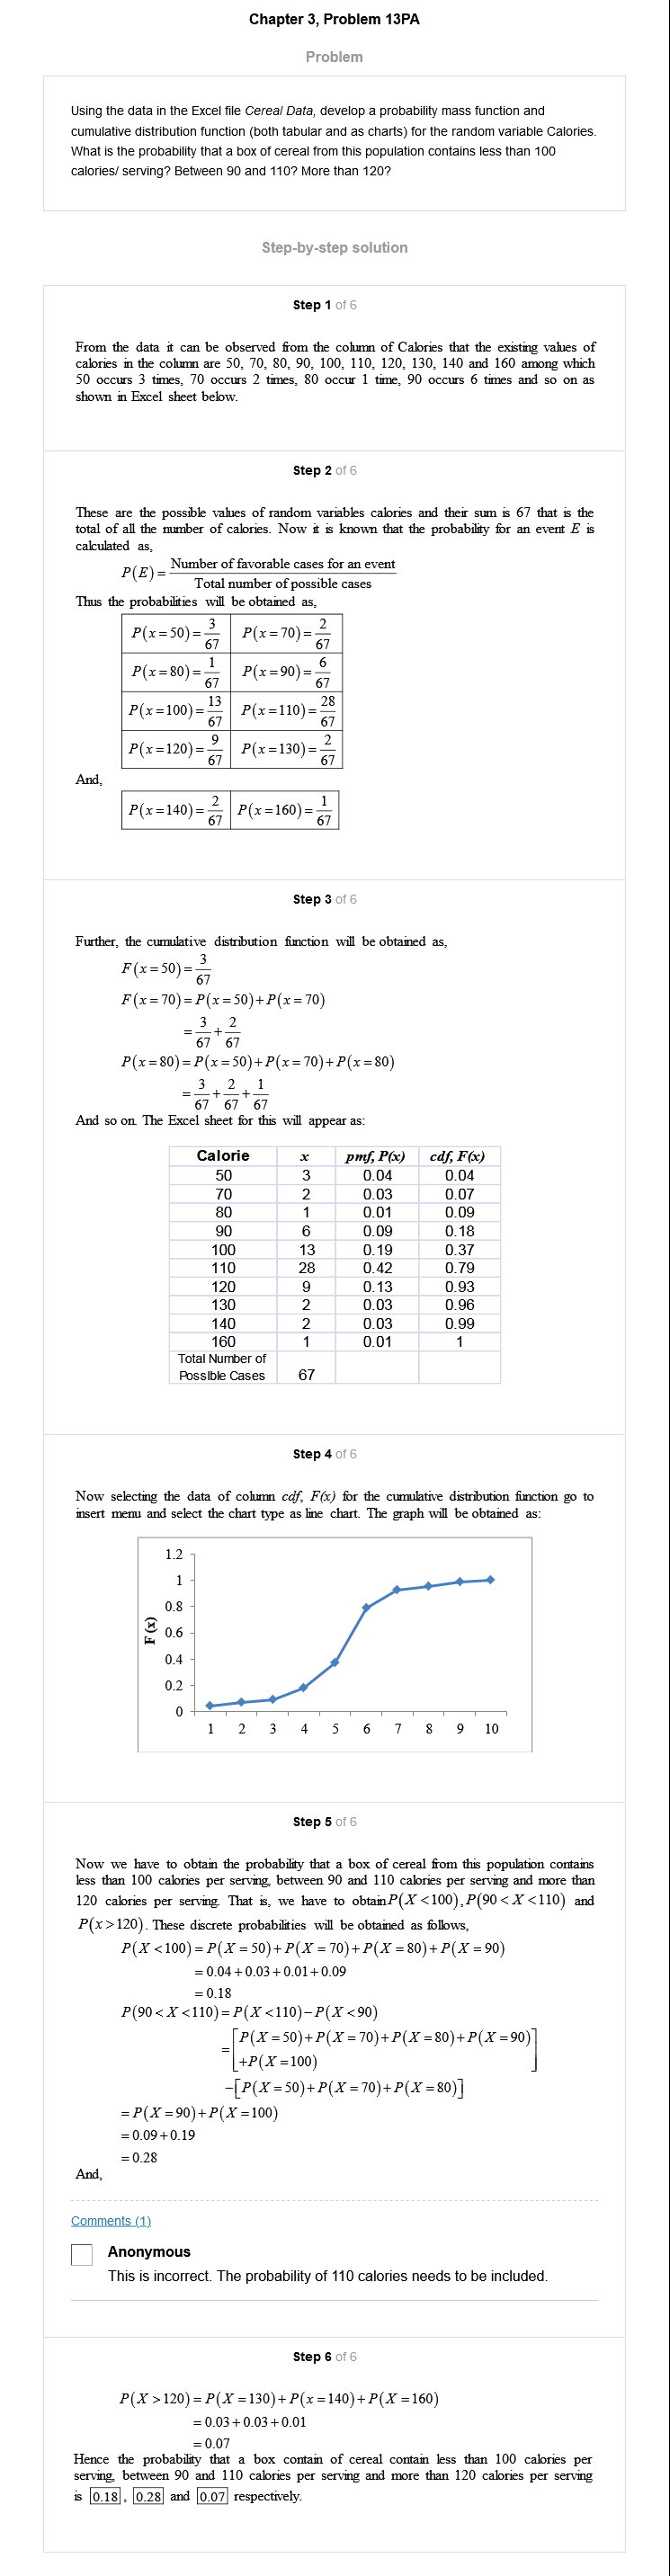 Chapter 3, Problem 13PA
Problem
Using the data in the Excel file Cereal Data, develop a probability mass function and
cumulative distribution function (both tabular and as charts) for the random variable Calories.
What is the probability that a box of cereal from this population contains less than 100
calories/ serving? Between 90 and 110? More than 120?
Step-by-step solution
Step 1 of 6
From the data it can be observed from the column of Calories that the existing values of
calories in the column are 50, 70, 80, 90, 100, 110, 120, 130, 140 and 160 among which
50 occurs 3 times, 70 occurs 2 times, 80 occur 1 time, 90 occurs 6 times and so on as
shown in Excel sheet below.
Step 2 of 6
These are the possible values of random variables calories and their sum is 67 that is the
total of all the number of calories. Now it is known that the probability for an event E is
calculated as,
P(E) = Number of favorable cases for an event / Total number of possible cases
Thus the probabilities will be obtained as,
P(x=50)=3/67 P(x=70)=2/67
P(x=80)=1/67 P(x=90)=6/67
P(x=100)=13/67 P(x=110)=28/67
P(x=120)=9/67 P(x=130)=2/67
And,
P(x=140)=2/67 P(x=160)=1/67
Step 3 of 6
Further, the cumulative distribution function will be obtained as,
F(x=50)=3/67
F(x=70)=P(x=50)+P(x=70)
=3/67+2/67
P(x=80)=P(x=50)+P(x=70)+P(x=80)
=3/67+2/67+1/67
And so on. The Excel sheet for this will appear as:
Calorie x pmf, P(x) cdf, F(x)
50 3 0.04 0.04
70 2 0.03 0.07
80 1 0.01 0.09
90 6 0.09 0.18
100 13 0.19 0.37
110 28 0.42 0.79
120 9 0.13 0.93
130 2 0.03 0.96
140 2 0.03 0.99
160 1 0.01 1
Total Number of
Possible Cases 67
Step 4 of 6
Now selecting the data of column cdf, F(x) for the cumulative distribution function go to
insert menu and select the chart type as line chart. The graph will be obtained as:
1.2
1
0.8
0.6
0.4
0.2
0
F(x)
1 2 3 4 5 6 7 8 9 10
Step 5 of 6
Now we have to obtain the probability that a box of cereal from this population contains
less than 100 calories per serving, between 90 and 110 calories per serving and more than
120 calories per serving. That is, we have to obtain P(X<100), P(90<X<110) and
P(x>120). These discrete probabilities will be obtained as follows,
P(X<100)=P(X=50)+P(X=70)+P(X=80)+P(X=90)
=0.04+0.03+0.01+0.09
=0.18
P(90<X<110)=P(X<110)−P(X<90)
=[P(X=50)+P(X=70)+P(X=80)+P(X=90)
+P(X=100)]
−[P(X=50)+P(X=70)+P(X=80)]
=P(X=90)+P(X=100)
=0.09+0.19
=0.28
And,
Comments (1)
Anonymous
This is incorrect. The probability of 110 calories needs to be included.
Step 6 of 6
P(X>120)=P(X=130)+P(x=140)+P(X=160)
=0.03+0.03+0.01
=0.07
Hence the probability that a box contain of cereal contain less than 100 calories per
serving, between 90 and 110 calories per serving and more than 120 calories per serving
is 0.18, 0.28 and 0.07 respectively.